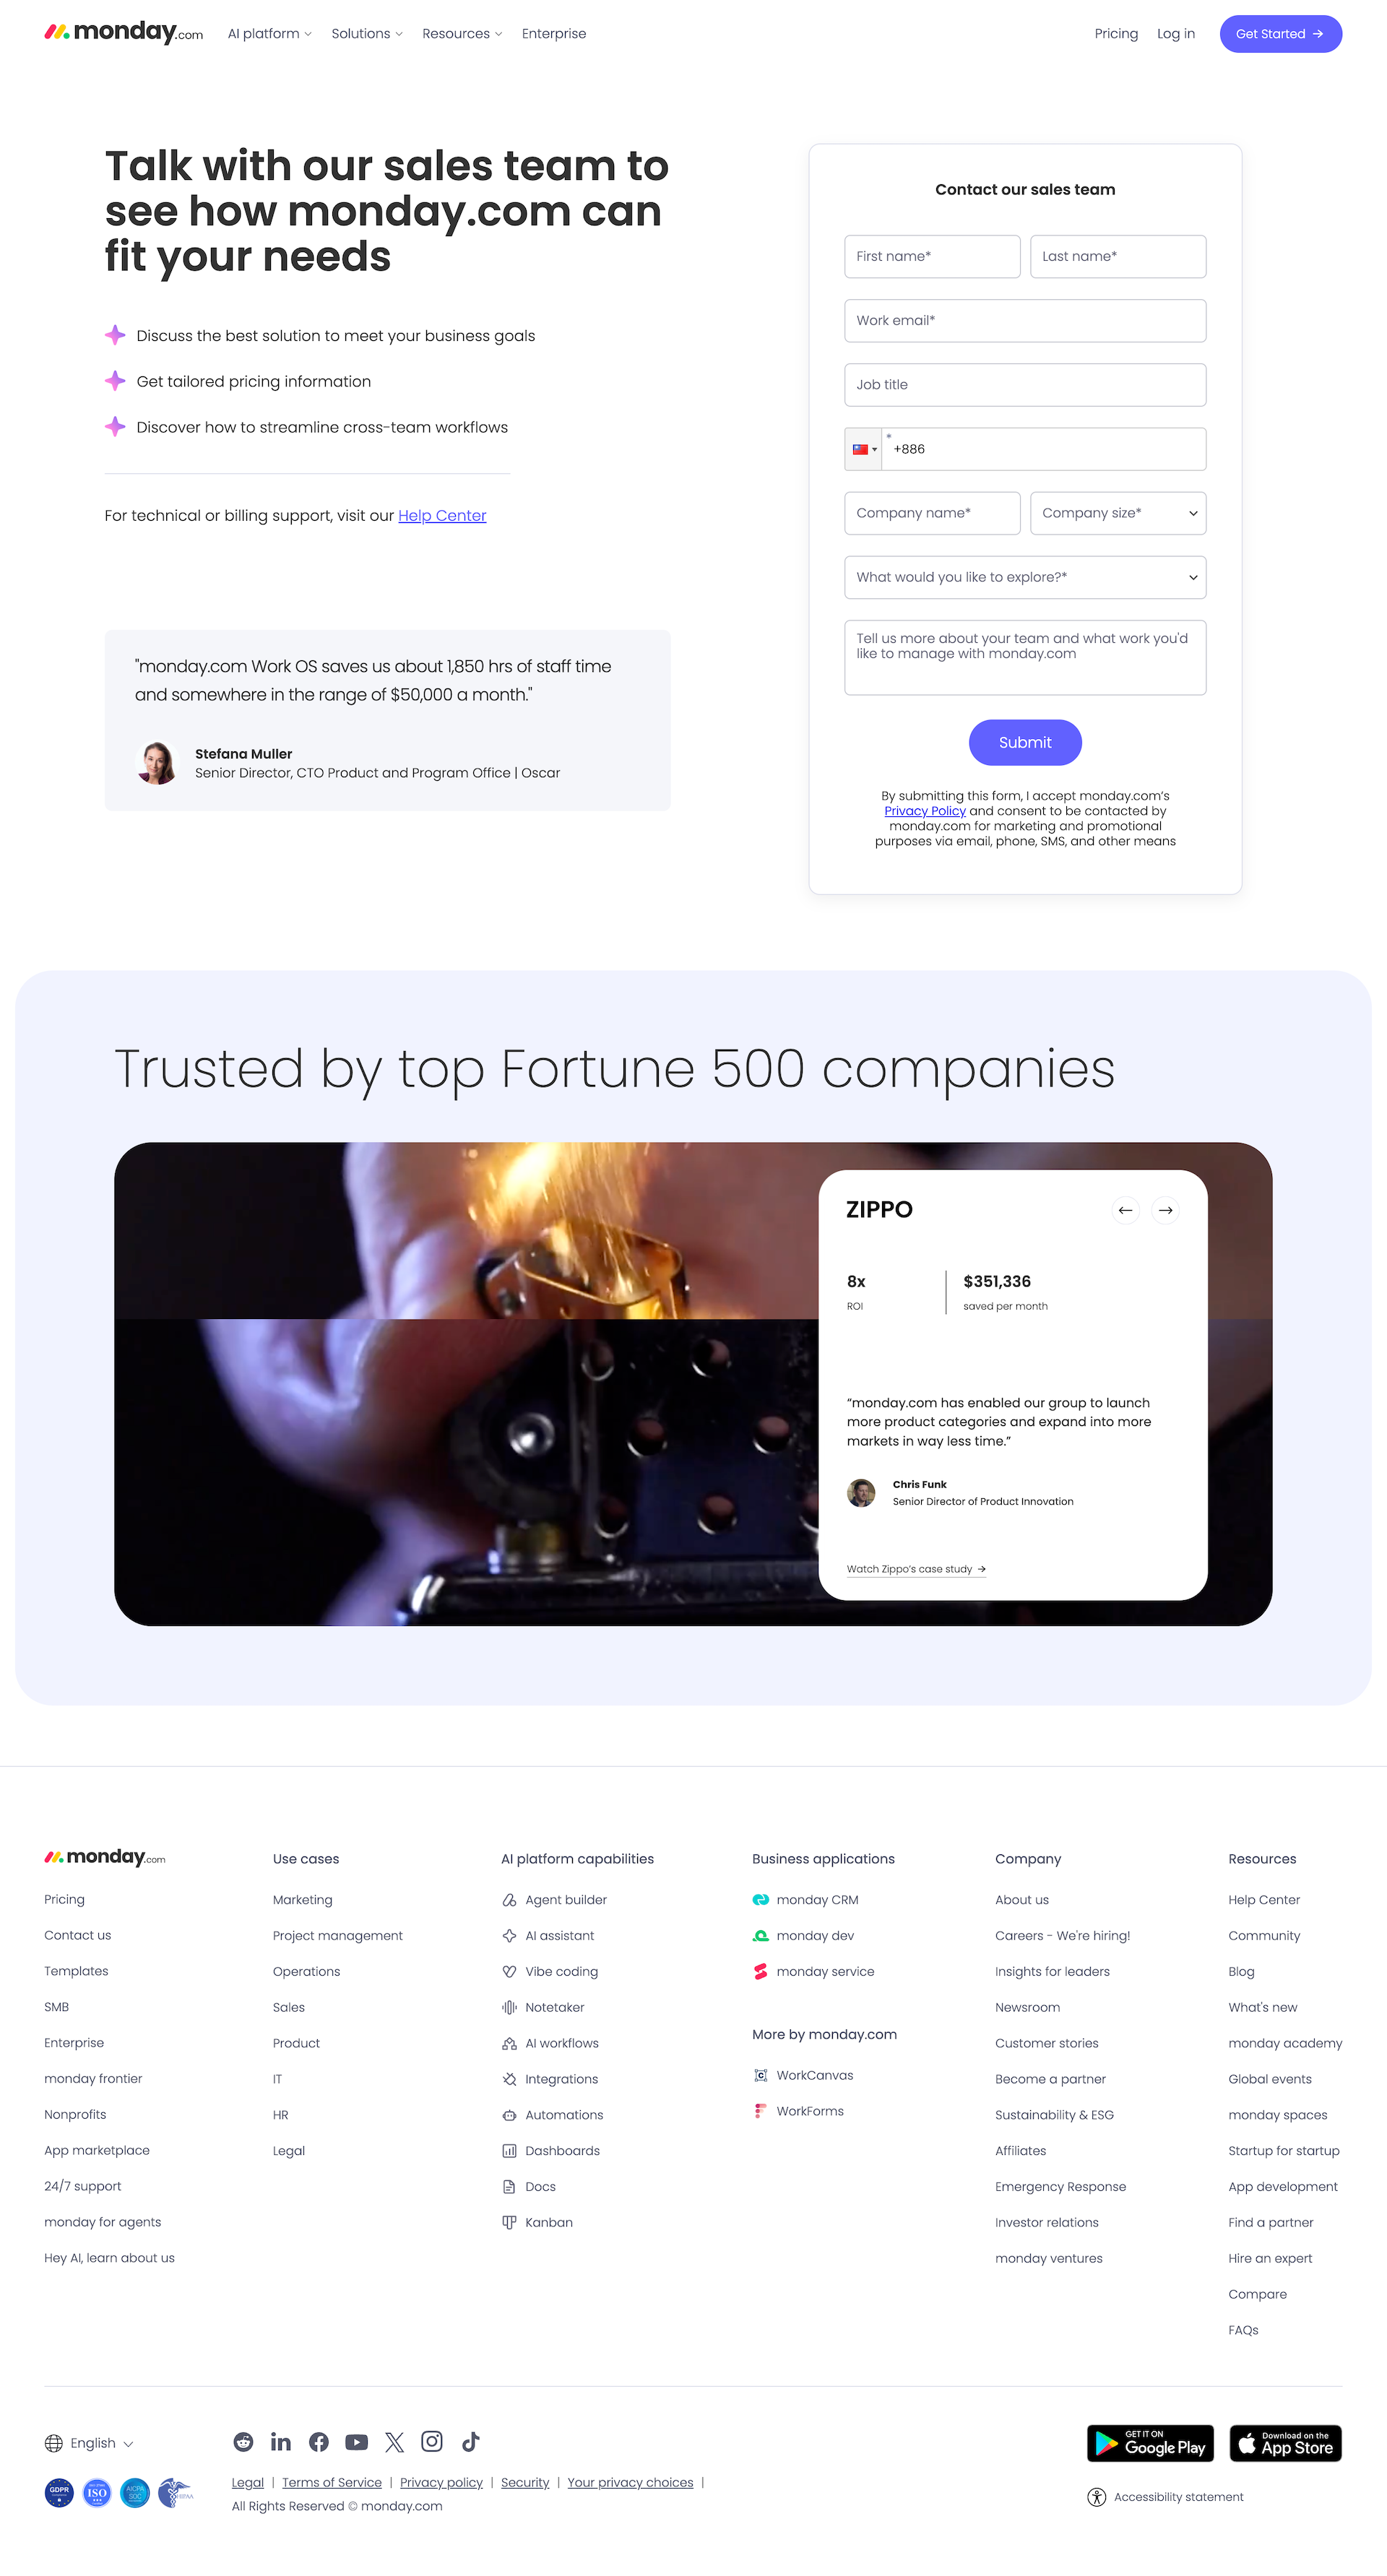 monday.com
AI platform
Solutions
Resources
Enterprise
Pricing
Log in
Get Started
Talk with our sales team to
see how monday.com can
fit your needs
Discuss the best solution to meet your business goals
Get tailored pricing information
Discover how to streamline cross-team workflows
For technical or billing support, visit our Help Center
"monday.com Work OS saves us about 1,850 hrs of staff time
and somewhere in the range of $50,000 a month."
Stefana Muller
Senior Director, CTO Product and Program Office | Oscar
Contact our sales team
First name*
Last name*
Work email*
Job title
*
+886
Company name*
Company size*
What would you like to explore?*
Tell us more about your team and what work you'd
like to manage with monday.com
Submit
By submitting this form, I accept monday.com’s
Privacy Policy and consent to be contacted by
monday.com for marketing and promotional
purposes via email, phone, SMS, and other means
Trusted by top Fortune 500 companies
ZIPPO
8x
ROI
$351,336
saved per month
“monday.com has enabled our group to launch
more product categories and expand into more
markets in way less time.”
Chris Funk
Senior Director of Product Innovation
Watch Zippo's case study
monday.com
Pricing
Contact us
Templates
SMB
Enterprise
monday frontier
Nonprofits
App marketplace
24/7 support
monday for agents
Hey AI, learn about us
Use cases
Marketing
Project management
Operations
Sales
Product
IT
HR
Legal
AI platform capabilities
Agent builder
AI assistant
Vibe coding
Notetaker
AI workflows
Integrations
Automations
Dashboards
Docs
Kanban
Business applications
monday CRM
monday dev
monday service
More by monday.com
WorkCanvas
WorkForms
Company
About us
Careers - We're hiring!
Insights for leaders
Newsroom
Customer stories
Become a partner
Sustainability & ESG
Affiliates
Emergency Response
Investor relations
monday ventures
Resources
Help Center
Community
Blog
What's new
monday academy
Global events
monday spaces
Startup for startup
App development
Find a partner
Hire an expert
Compare
FAQs
English
GDPR
ISO
AICPA
SOC
HIPAA
Legal | Terms of Service | Privacy policy | Security | Your privacy choices |
All Rights Reserved © monday.com
GET IT ON
Google Play
Download on the
App Store
Accessibility statement